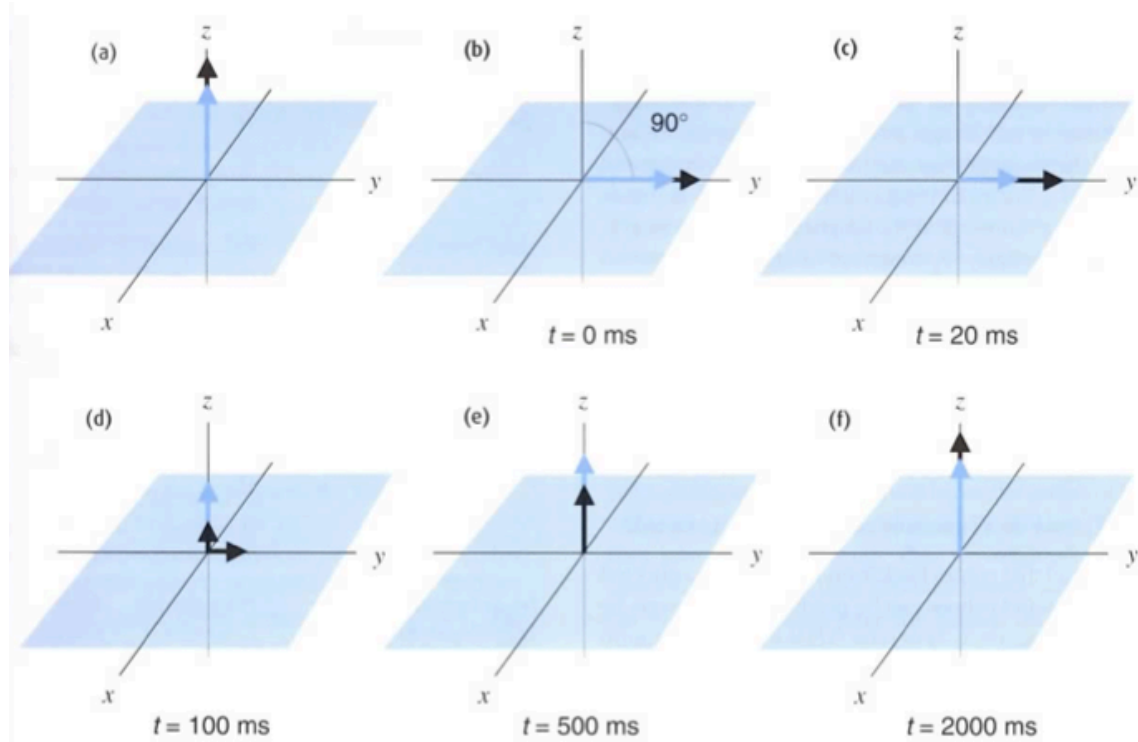 (a)
z
y
x
(b)
z
90°
y
x
t = 0 ms
(c)
z
y
x
t = 20 ms
(d)
z
y
x
t = 100 ms
(e)
z
y
x
t = 500 ms
(f)
z
y
x
t = 2000 ms